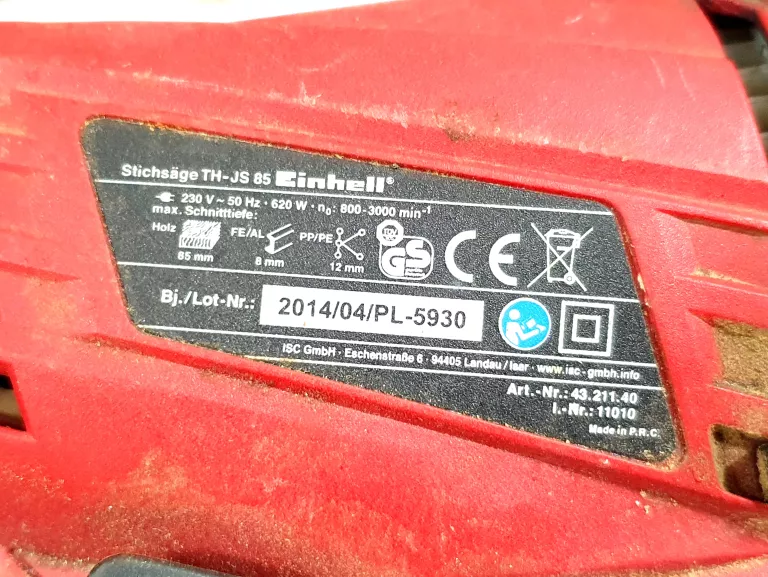 Stichsäge TH-JS 85 Einhell®
230 V ~ 50 Hz · 620 W · n₀: 800-3000 min⁻¹
max. Schnitttiefe:
Holz FE/AL PP/PE
85 mm 8 mm 12 mm
TÜV
GS
CE
Bj./Lot-Nr.: 2014/04/PL-5930
ISC GmbH · Eschenstraße 6 · 94405 Landau/Isar · www.isc-gmbh.info
Art.-Nr.: 43.211.40
I.-Nr.: 11010
Made in P.R.C.